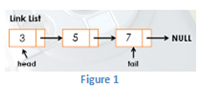 Link List
3 5 7 NULL
head tail
Figure 1